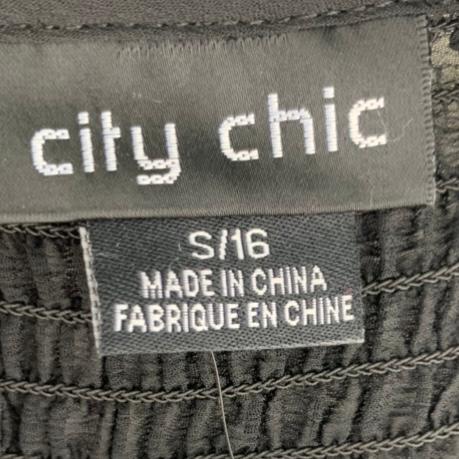 city chic
S/16
MADE IN CHINA
FABRIQUE EN CHINE